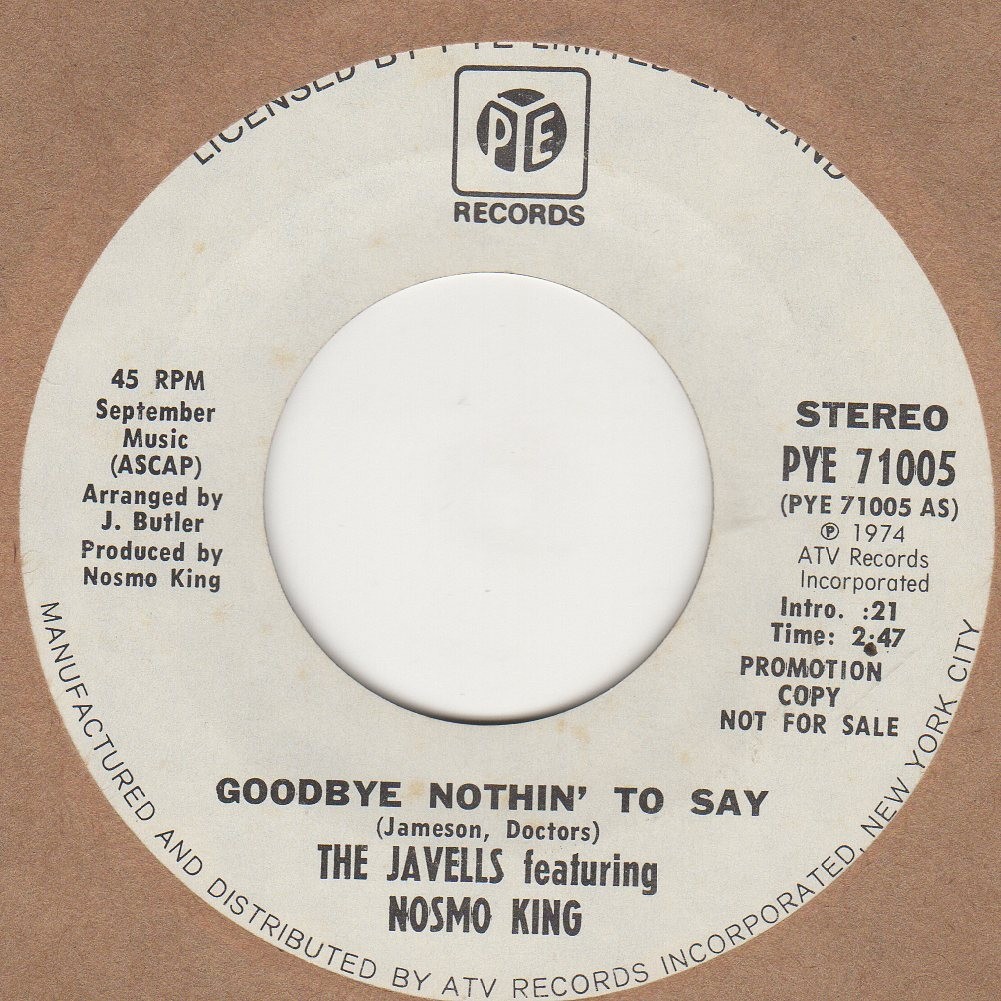 LICENSED BY PYE LIMITED ENGLAND
PYE
RECORDS
45 RPM
September
Music
(ASCAP)
Arranged by
J. Butler
Produced by
Nosmo King
STEREO
PYE 71005
(PYE 71005 AS)
℗ 1974
ATV Records
Incorporated
Intro. :21
Time: 2:47
PROMOTION
COPY
NOT FOR SALE
GOODBYE NOTHIN' TO SAY
(Jameson, Doctors)
THE JAVELLS featuring
NOSMO KING
MANUFACTURED AND DISTRIBUTED BY ATV RECORDS INCORPORATED, NEW YORK CITY